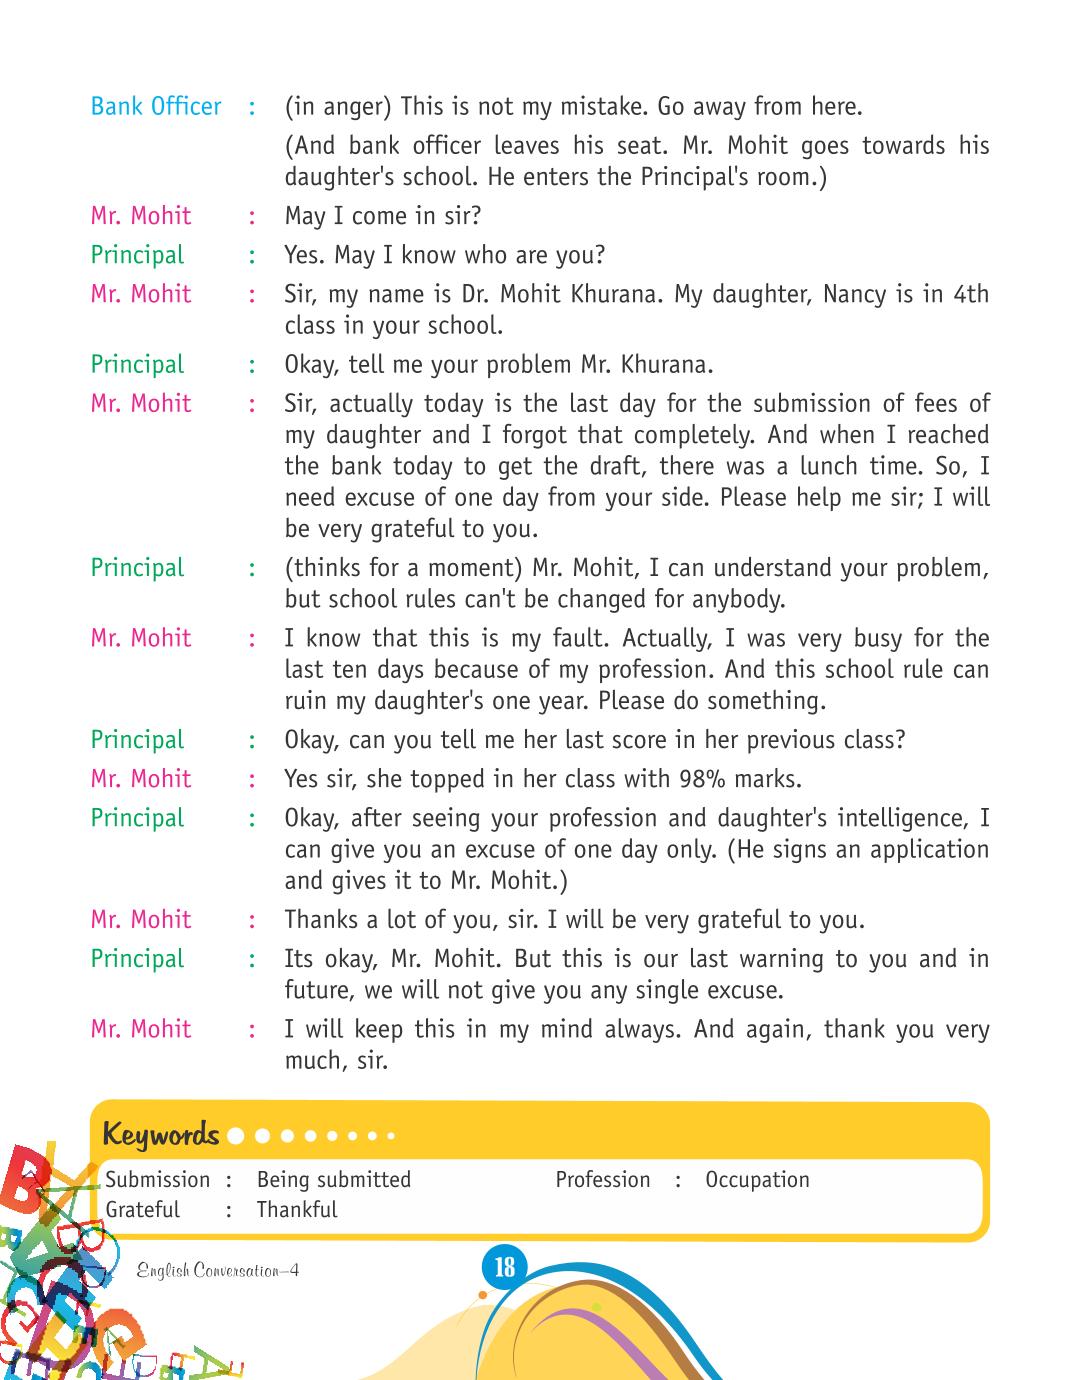 Bank Officer : (in anger) This is not my mistake. Go away from here.
(And bank officer leaves his seat. Mr. Mohit goes towards his
daughter's school. He enters the Principal's room.)
Mr. Mohit : May I come in sir?
Principal : Yes. May I know who are you?
Mr. Mohit : Sir, my name is Dr. Mohit Khurana. My daughter, Nancy is in 4th
class in your school.
Principal : Okay, tell me your problem Mr. Khurana.
Mr. Mohit : Sir, actually today is the last day for the submission of fees of
my daughter and I forgot that completely. And when I reached
the bank today to get the draft, there was a lunch time. So, I
need excuse of one day from your side. Please help me sir; I will
be very grateful to you.
Principal : (thinks for a moment) Mr. Mohit, I can understand your problem,
but school rules can't be changed for anybody.
Mr. Mohit : I know that this is my fault. Actually, I was very busy for the
last ten days because of my profession. And this school rule can
ruin my daughter's one year. Please do something.
Principal : Okay, can you tell me her last score in her previous class?
Mr. Mohit : Yes sir, she topped in her class with 98% marks.
Principal : Okay, after seeing your profession and daughter's intelligence, I
can give you an excuse of one day only. (He signs an application
and gives it to Mr. Mohit.)
Mr. Mohit : Thanks a lot of you, sir. I will be very grateful to you.
Principal : Its okay, Mr. Mohit. But this is our last warning to you and in
future, we will not give you any single excuse.
Mr. Mohit : I will keep this in my mind always. And again, thank you very
much, sir.
Keywords
Submission : Being submitted Profession : Occupation
Grateful : Thankful
English Conversation–4 18